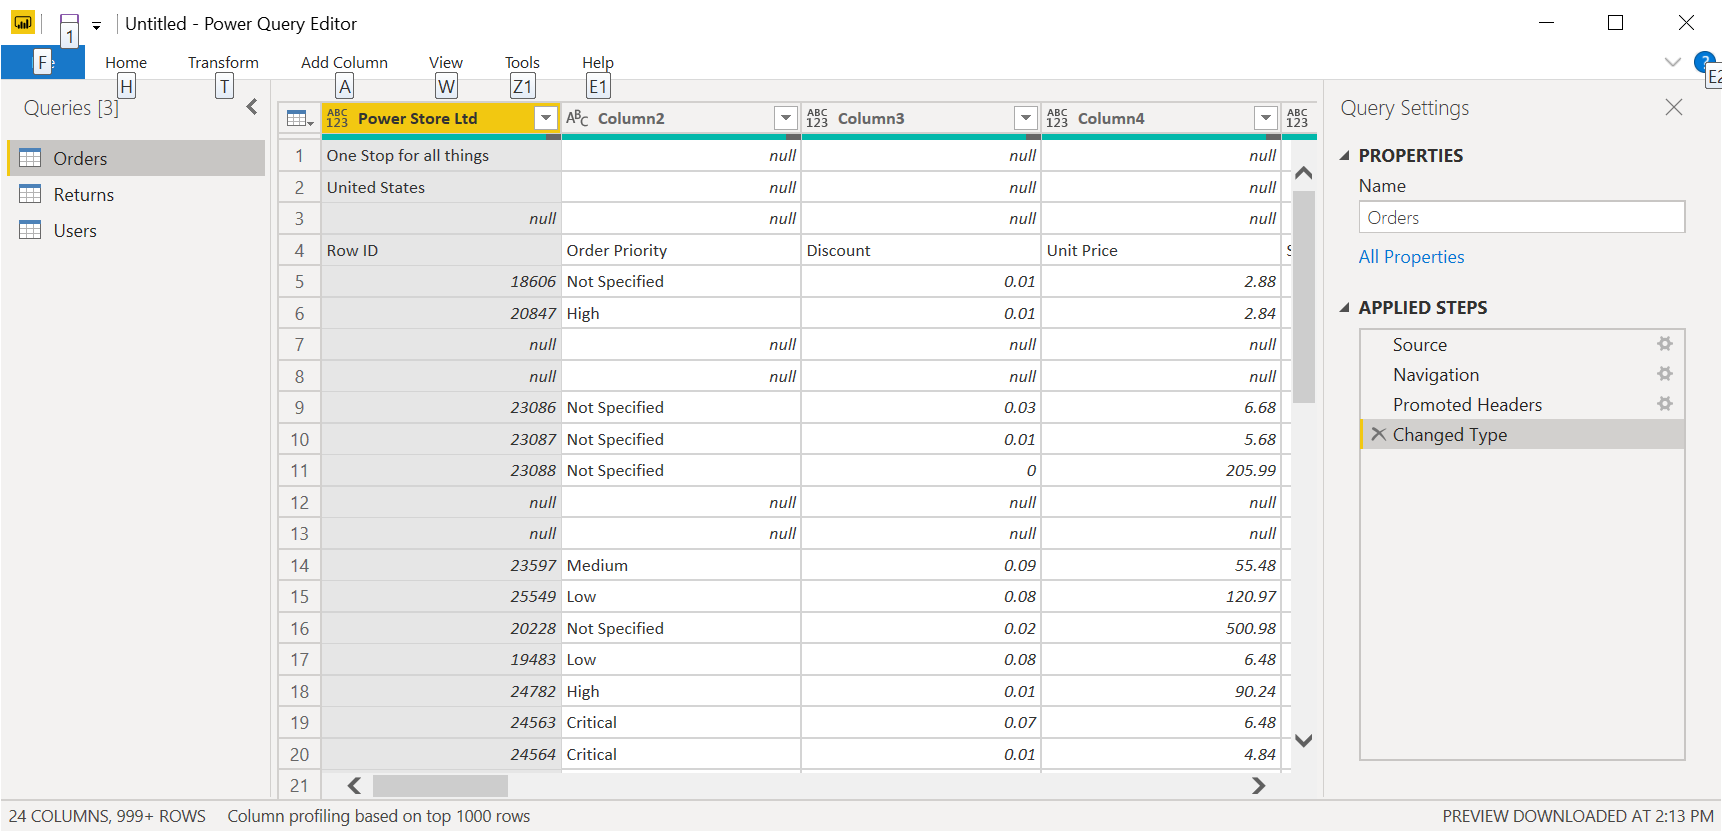 Untitled - Power Query Editor
1
F
Home
Transform
Add Column
View
Tools
Help
?
H
T
A
W
Z1
E1
E2
Queries [3]
Orders
Returns
Users
ABC 123 Power Store Ltd
ABC Column2
ABC 123 Column3
ABC 123 Column4
ABC 123
1 One Stop for all things null null null
2 United States null null null
3 null null null null
4 Row ID Order Priority Discount Unit Price
5 18606 Not Specified 0.01 2.88
6 20847 High 0.01 2.84
7 null null null null
8 null null null null
9 23086 Not Specified 0.03 6.68
10 23087 Not Specified 0.01 5.68
11 23088 Not Specified 0 205.99
12 null null null null
13 null null null null
14 23597 Medium 0.09 55.48
15 25549 Low 0.08 120.97
16 20228 Not Specified 0.02 500.98
17 19483 Low 0.08 6.48
18 24782 High 0.01 90.24
19 24563 Critical 0.07 6.48
20 24564 Critical 0.01 4.84
21
Query Settings
PROPERTIES
Name
Orders
All Properties
APPLIED STEPS
Source
Navigation
Promoted Headers
Changed Type
24 COLUMNS, 999+ ROWS Column profiling based on top 1000 rows
PREVIEW DOWNLOADED AT 2:13 PM